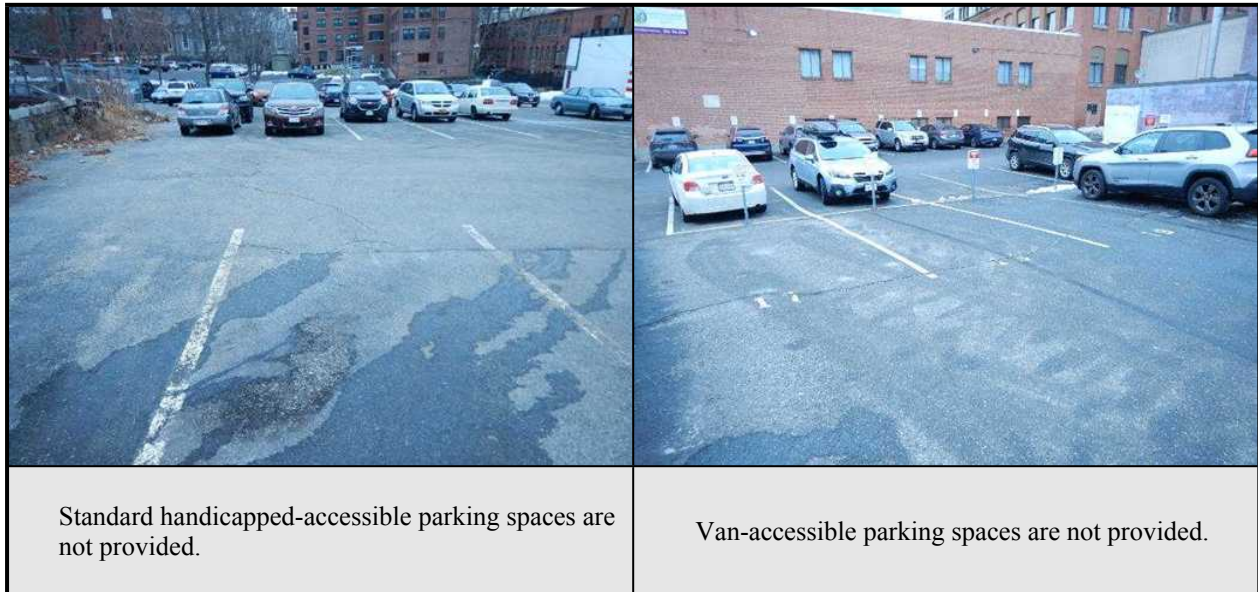 Standard handicapped-accessible parking spaces are
not provided.
Van-accessible parking spaces are not provided.